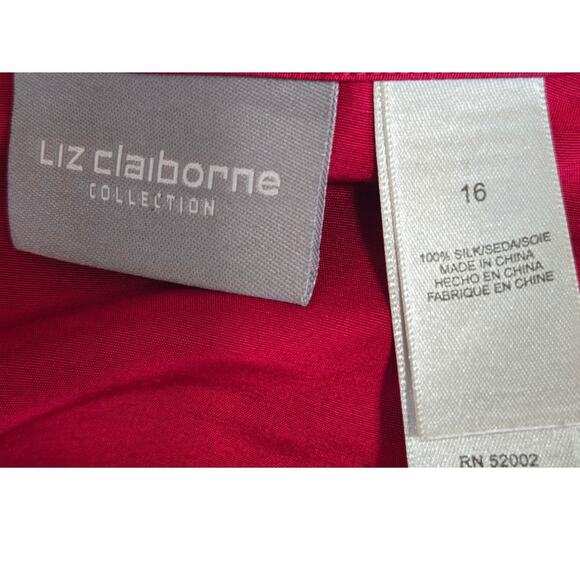 LIZ claiborne
COLLECTION
16
100% SILK/SEDA/SOIE
MADE IN CHINA
HECHO EN CHINA
FABRIQUE EN CHINE
RN 52002